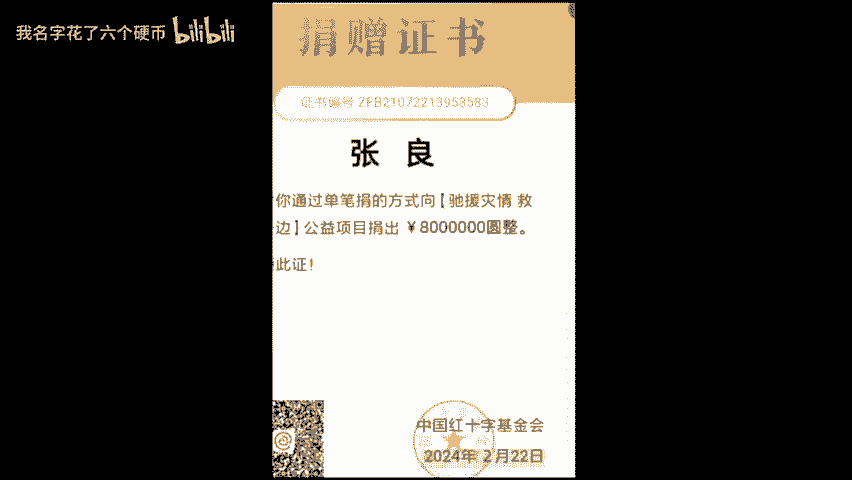 我名字花了六个硬币 bilibili
捐赠证书
证书编号 ZFB21072213953583
张 良
你通过单笔捐的方式向【驰援灾情 救
边】公益项目捐出 ¥8000000圆整。
此证！
中国红十字基金会
2024年 2月22日